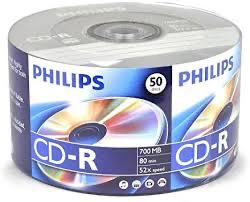 PHILIPS
50
CD-R
700 MB
80 min
52x speed
PHILIPS
CD-R